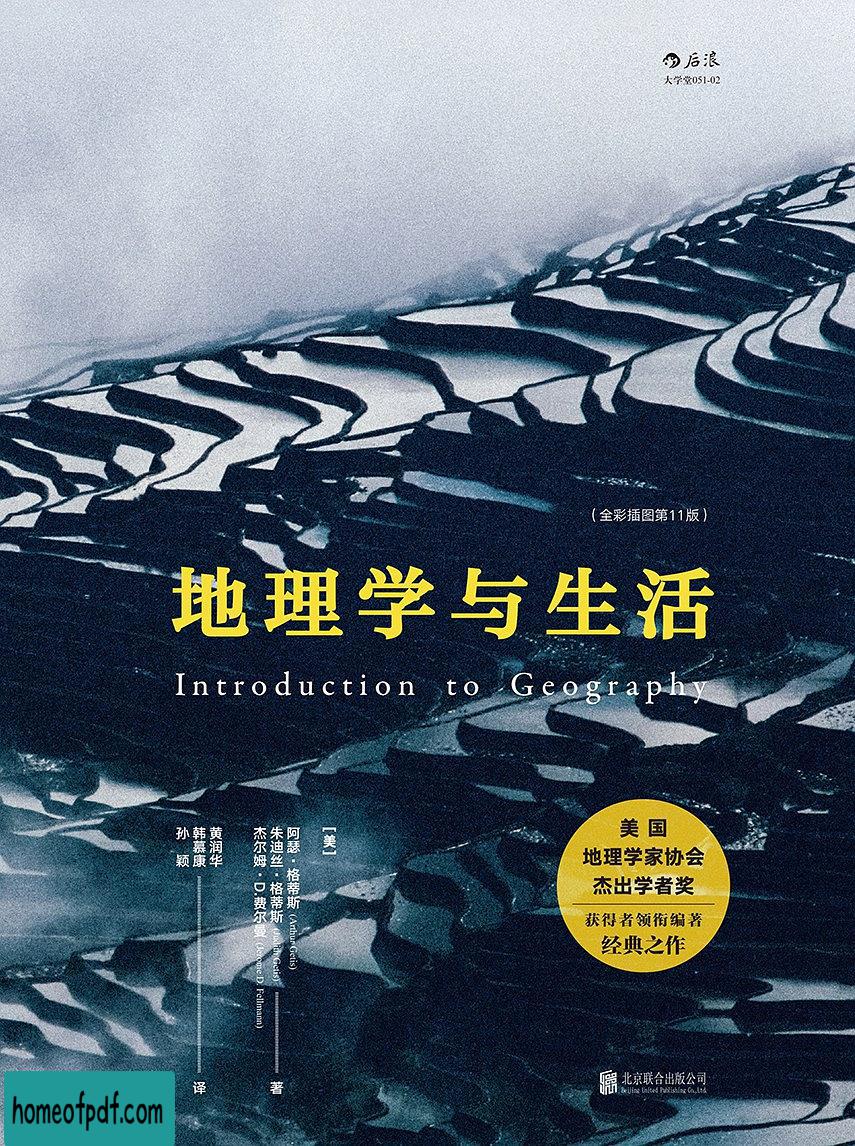 后浪
大学堂051-02
(全彩插图第11版)
地理学与生活
Introduction to Geography
[美]
阿瑟·格蒂斯 (Arthur Getis)
朱迪丝·格蒂斯 (Judith Getis)
杰尔姆·D.费尔曼 (Jerome D. Fellmann)
著
黄润华
韩慕康
孙 颖
译
美国
地理学家协会
杰出学者奖
获得者领衔编著
经典之作
北京联合出版公司
Beijing United Publishing Co.,Ltd.
homeofpdf.com